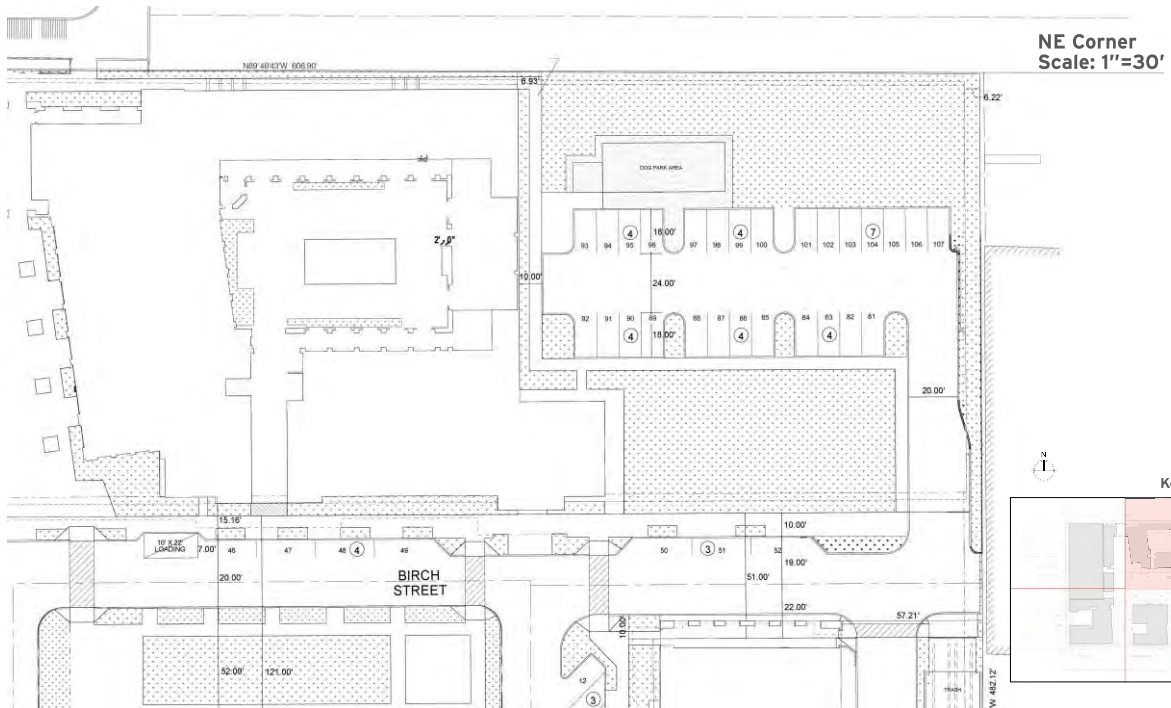 NE Corner
Scale: 1"=30'
N89°46'43"W 606.90'
6.93'
6.22'
DOG PARK AREA
4 18.00' 4 7
93 94 95 96 97 98 99 100 101 102 103 104 105 106 107
2'-0"
10.00'
24.00'
92 91 90 89 88 87 86 85 84 83 82 81
4 18.00' 4 4
20.00'
N
15.16'
10.00'
10' X 22'
LOADING
7.00' 46 47 48 4 49 50 3 51 52
19.00'
20.00'
BIRCH
STREET
51.00'
22.00'
57.21'
10.00'
52.00' 121.00'
12
3
TRASH
W 482.12'